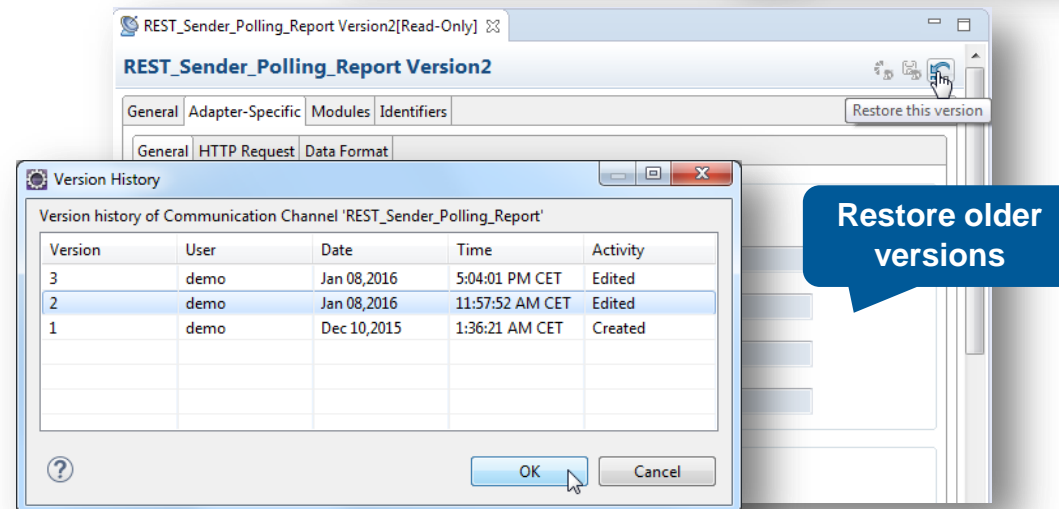 REST_Sender_Polling_Report Version2[Read-Only]
REST_Sender_Polling_Report Version2
General Adapter-Specific Modules Identifiers
Restore this version
General HTTP Request Data Format
Version History
Version history of Communication Channel 'REST_Sender_Polling_Report'
Version User Date Time Activity
3 demo Jan 08,2016 5:04:01 PM CET Edited
2 demo Jan 08,2016 11:57:52 AM CET Edited
1 demo Dec 10,2015 1:36:21 AM CET Created
? OK Cancel
Restore older
versions